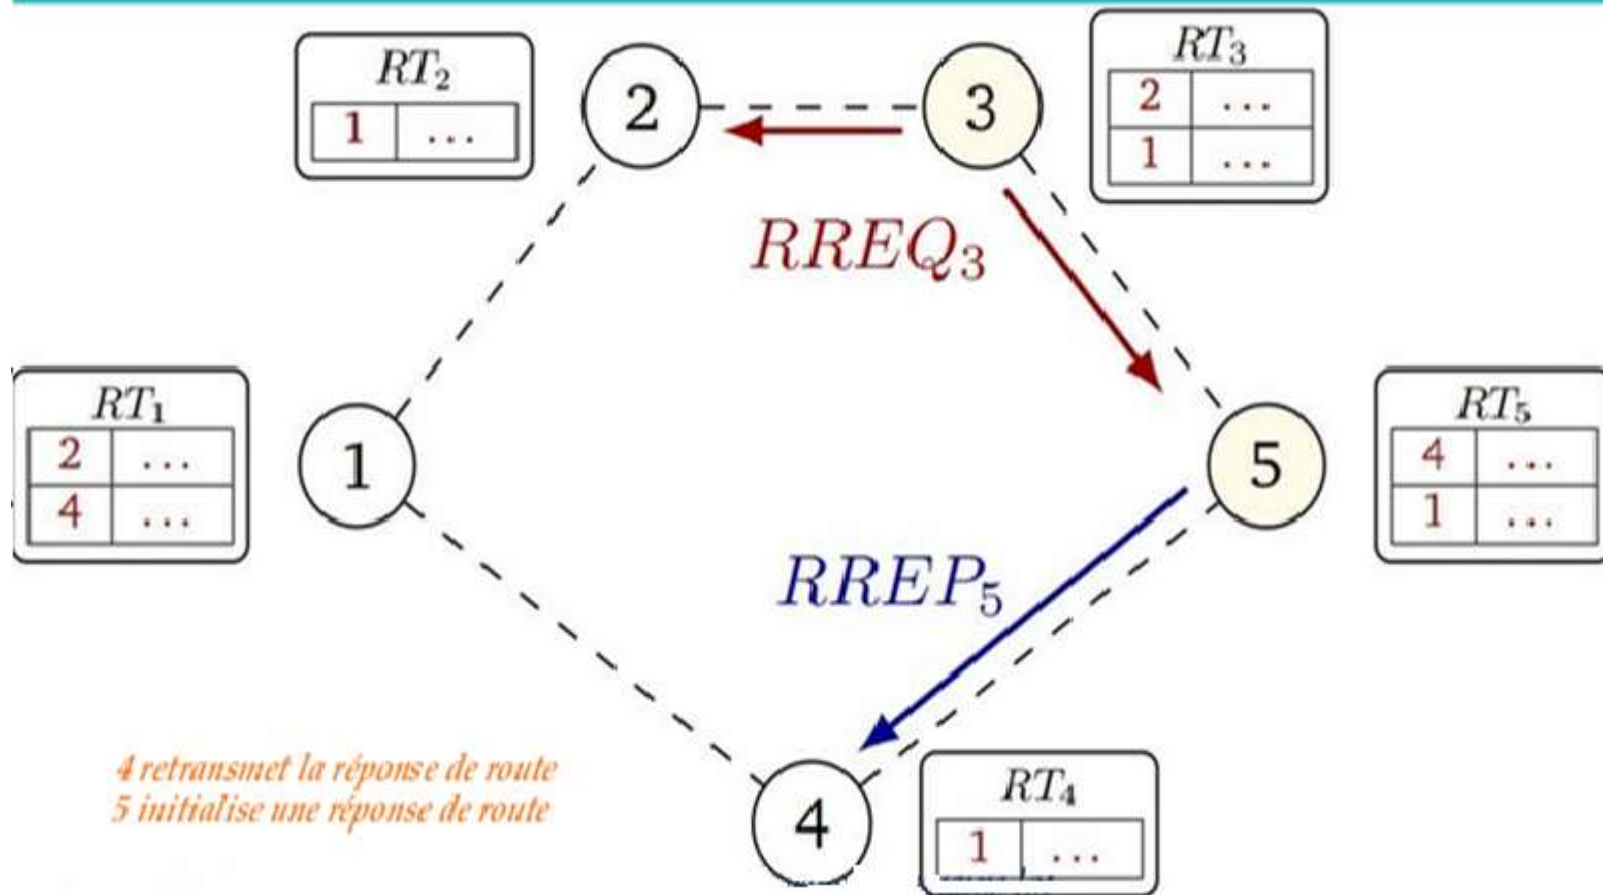 RT₂
1 ...
2
3
RT₃
2 ...
1 ...
RREQ₃
RT₁
2 ...
4 ...
1
5
RT₅
4 ...
1 ...
RREP₅
4 retransmet la réponse de route
5 initialise une réponse de route
4
RT₄
1 ...